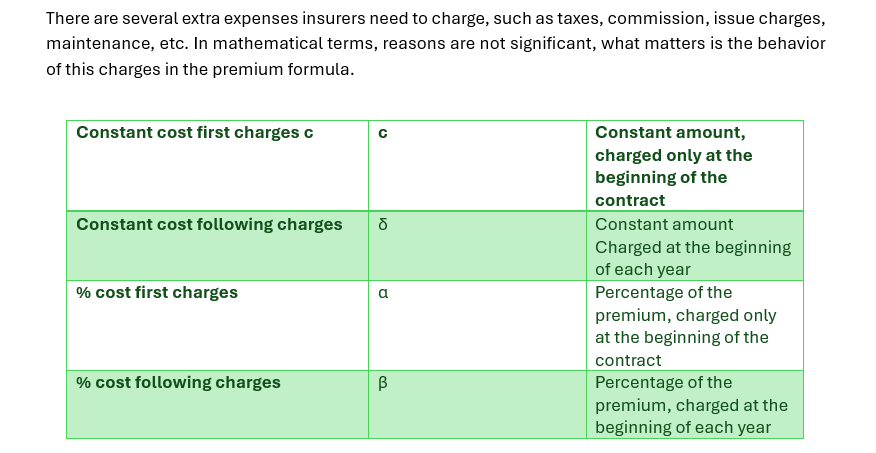 There are several extra expenses insurers need to charge, such as taxes, commission, issue charges,
maintenance, etc. In mathematical terms, reasons are not significant, what matters is the behavior
of this charges in the premium formula.
Constant cost first charges c
c
Constant amount,
charged only at the
beginning of the
contract
Constant cost following charges
δ
Constant amount
Charged at the beginning
of each year
% cost first charges
α
Percentage of the
premium, charged only
at the beginning of the
contract
% cost following charges
β
Percentage of the
premium, charged at the
beginning of each year